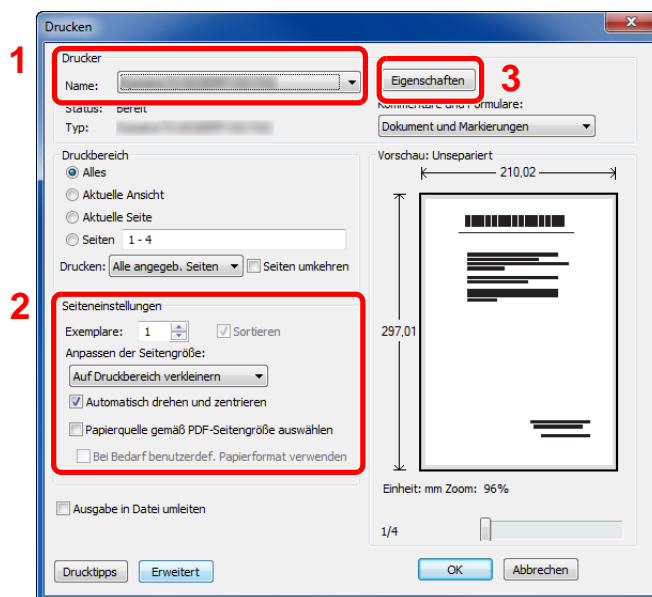 Drucken
1
Drucker
Name:
Eigenschaften
3
Status: Bereit
Kommentare und Formulare:
Typ:
Dokument und Markierungen
Druckbereich
Alles
Aktuelle Ansicht
Aktuelle Seite
Seiten 1 - 4
Drucken: Alle angegeb. Seiten Seiten umkehren
Vorschau: Unsepariert
210,02
297,01
2
Seiteneinstellungen
Exemplare: 1 Sortieren
Anpassen der Seitengröße:
Auf Druckbereich verkleinern
Automatisch drehen und zentrieren
Papierquelle gemäß PDF-Seitengröße auswählen
Bei Bedarf benutzerdef. Papierformat verwenden
Ausgabe in Datei umleiten
Einheit: mm Zoom: 96%
1/4
Drucktipps
Erweitert
OK
Abbrechen